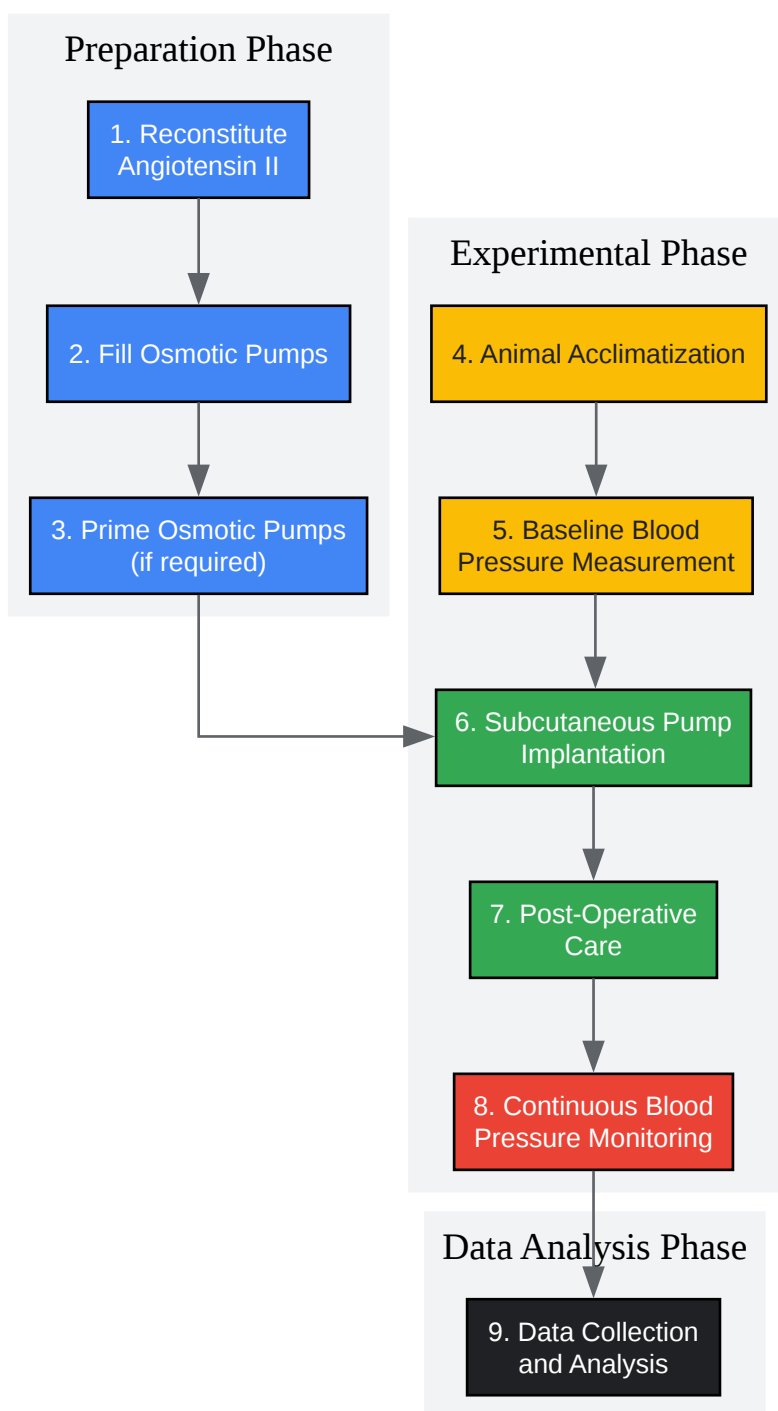 Preparation Phase
1. Reconstitute
Angiotensin II
2. Fill Osmotic Pumps
3. Prime Osmotic Pumps
(if required)
Experimental Phase
4. Animal Acclimatization
5. Baseline Blood
Pressure Measurement
6. Subcutaneous Pump
Implantation
7. Post-Operative
Care
8. Continuous Blood
Pressure Monitoring
Data Analysis Phase
9. Data Collection
and Analysis